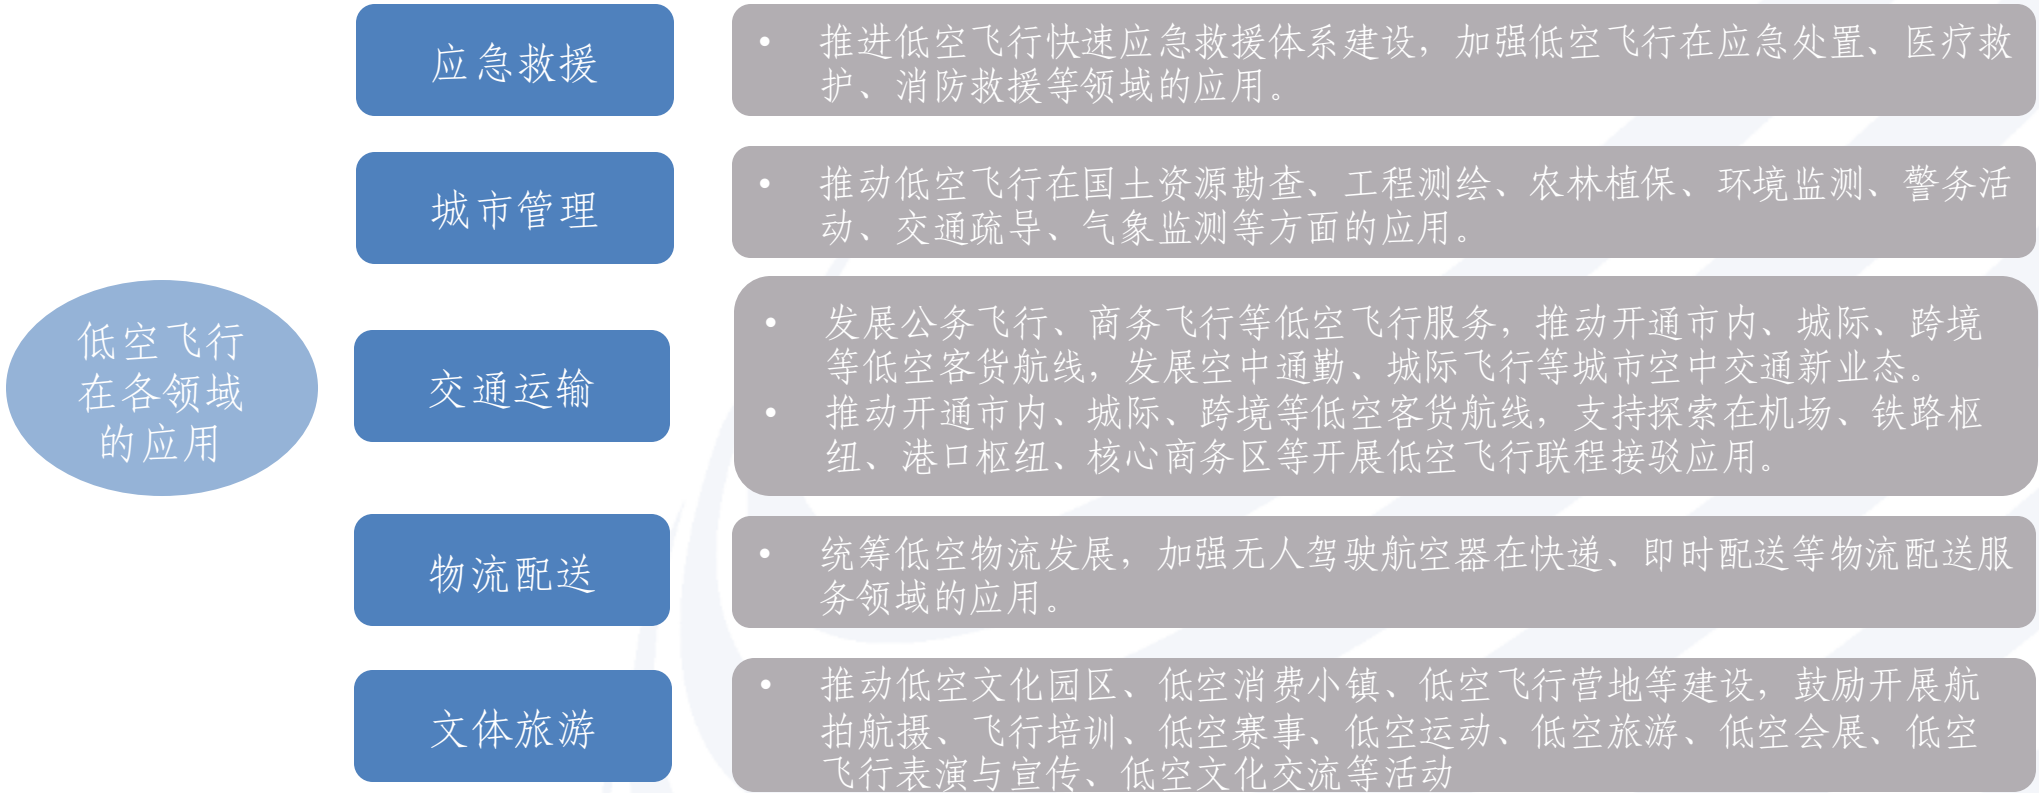 应急救援
• 推进低空飞行快速应急救援体系建设，加强低空飞行在应急处置、医疗救
护、消防救援等领域的应用。
城市管理
• 推动低空飞行在国土资源勘查、工程测绘、农林植保、环境监测、警务活
动、交通疏导、气象监测等方面的应用。
低空飞行
在各领域
的应用
交通运输
• 发展公务飞行、商务飞行等低空飞行服务，推动开通市内、城际、跨境
等低空客货航线，发展空中通勤、城际飞行等城市空中交通新业态。
• 推动开通市内、城际、跨境等低空客货航线，支持探索在机场、铁路枢
纽、港口枢纽、核心商务区等开展低空飞行联程接驳应用。
物流配送
• 统筹低空物流发展，加强无人驾驶航空器在快递、即时配送等物流配送服
务领域的应用。
文体旅游
• 推动低空文化园区、低空消费小镇、低空飞行营地等建设，鼓励开展航
拍航摄、飞行培训、低空赛事、低空运动、低空旅游、低空会展、低空
飞行表演与宣传、低空文化交流等活动